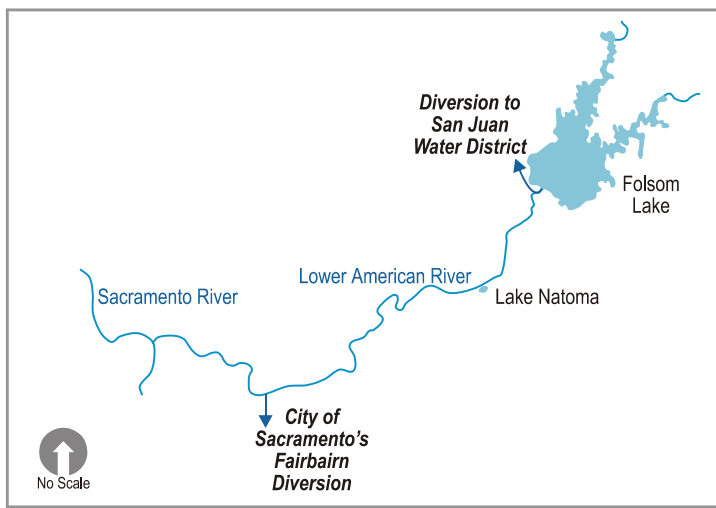 Diversion to
San Juan
Water District
Folsom
Lake
Lower American River
Sacramento River
Lake Natoma
City of
Sacramento's
Fairbairn
Diversion
No Scale